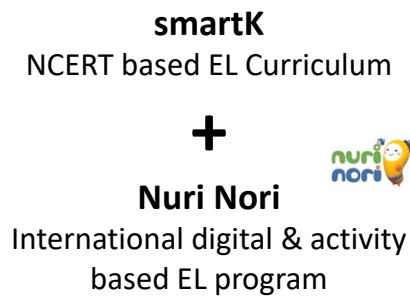 smartK
NCERT based EL Curriculum
+
nuri
nori
Nuri Nori
International digital & activity
based EL program